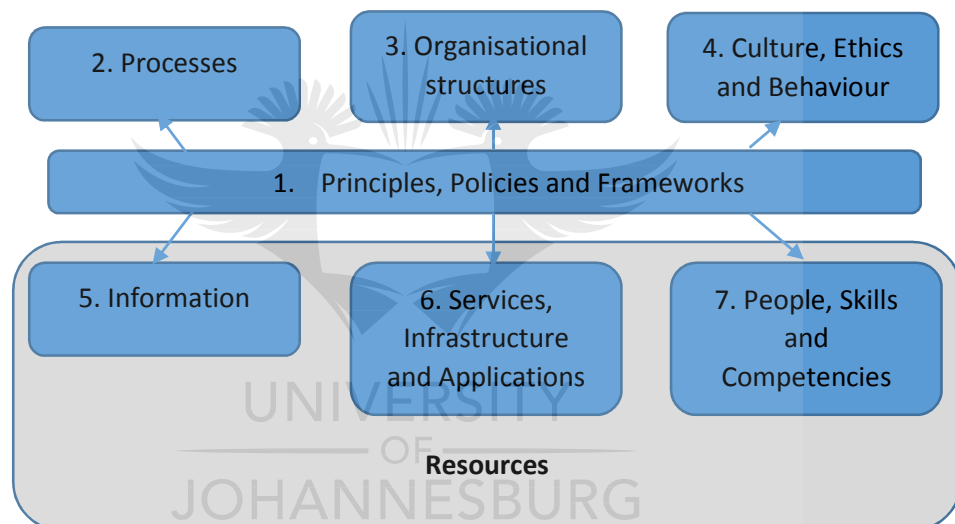 2. Processes
3. Organisational
structures
4. Culture, Ethics
and Behaviour
1. Principles, Policies and Frameworks
5. Information
6. Services,
Infrastructure
and Applications
7. People, Skills
and
Competencies
UNIVERSITY
OF
Resources
JOHANNESBURG